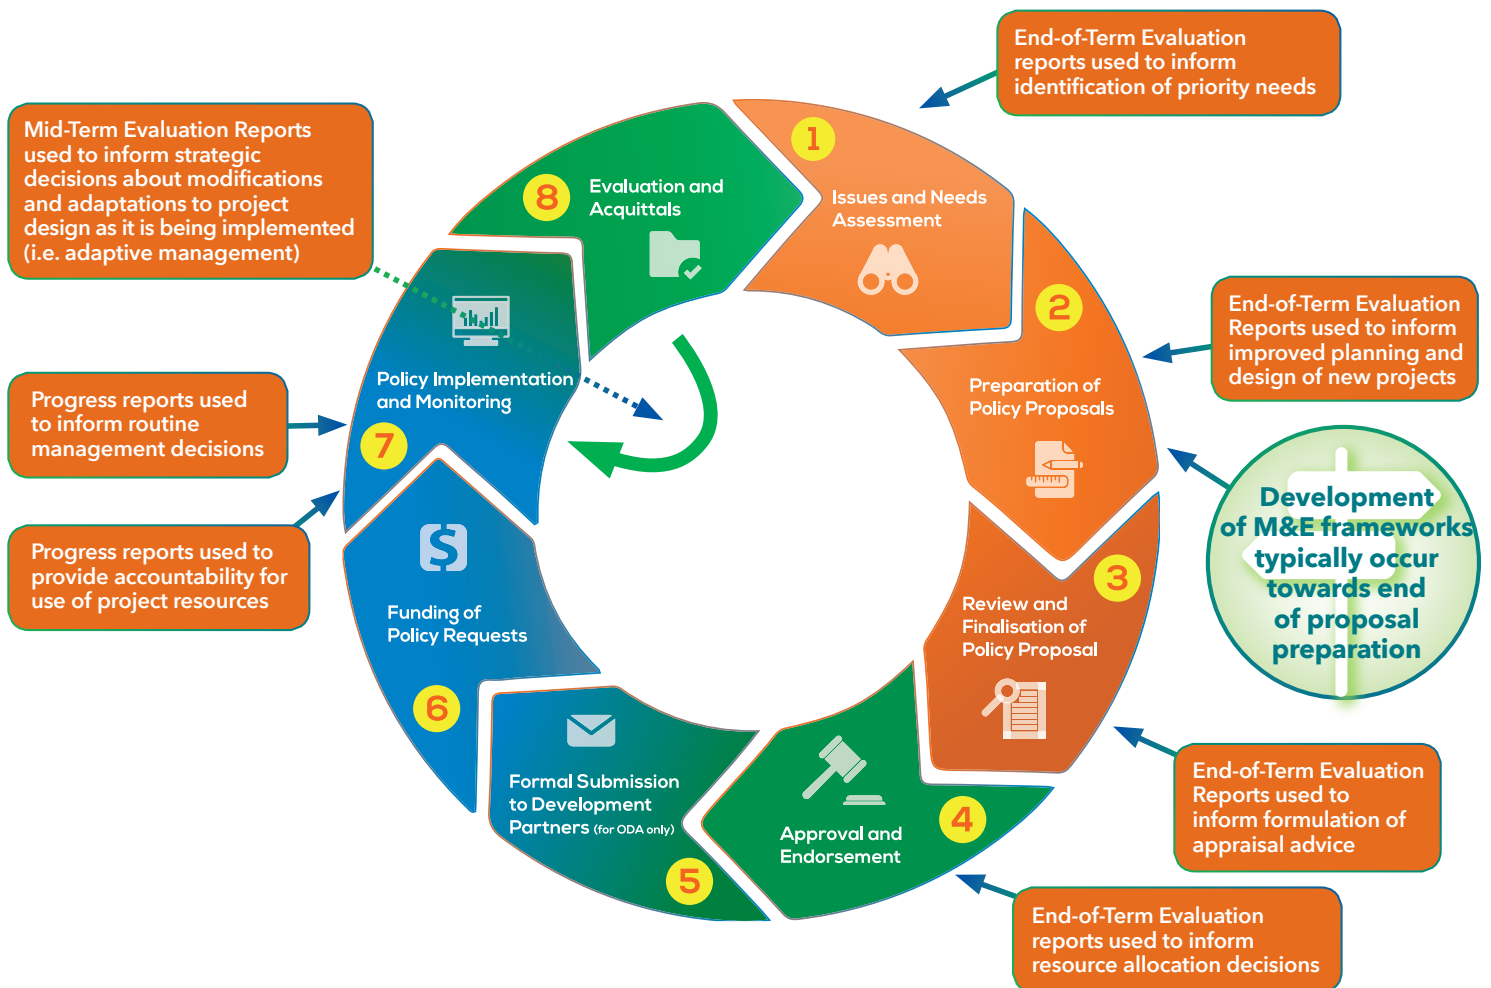 End-of-Term Evaluation
reports used to inform
identification of priority needs
Mid-Term Evaluation Reports
used to inform strategic
decisions about modifications
and adaptations to project
design as it is being implemented
(i.e. adaptive management)
1
Issues and Needs
Assessment
8
Evaluation and
Acquittals
2
Preparation of
Policy Proposals
End-of-Term Evaluation
Reports used to inform
improved planning and
design of new projects
Policy Implementation
and Monitoring
7
Progress reports used
to inform routine
management decisions
Development
of M&E frameworks
typically occur
towards end
of proposal
preparation
Progress reports used to
provide accountability for
use of project resources
$
Funding of
Policy Requests
6
3
Review and
Finalisation of
Policy Proposal
Formal Submission
to Development
Partners (for ODA only)
5
Approval and
Endorsement
4
End-of-Term Evaluation
Reports used to
inform formulation of
appraisal advice
End-of-Term Evaluation
reports used to inform
resource allocation decisions